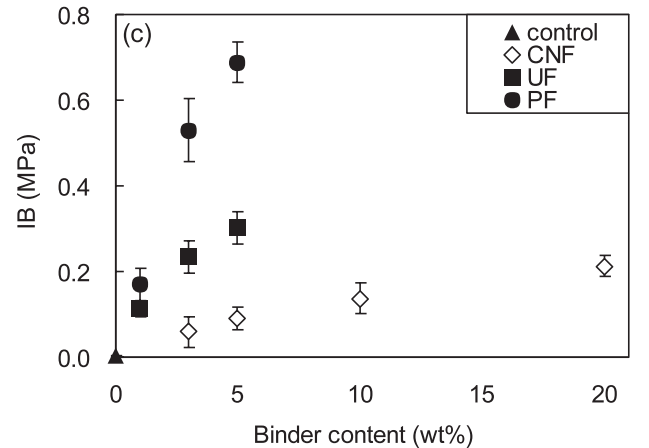 (c)
control
CNF
UF
PF
0.8
0.6
0.4
0.2
0.0
IB (MPa)
0 5 10 15 20
Binder content (wt%)